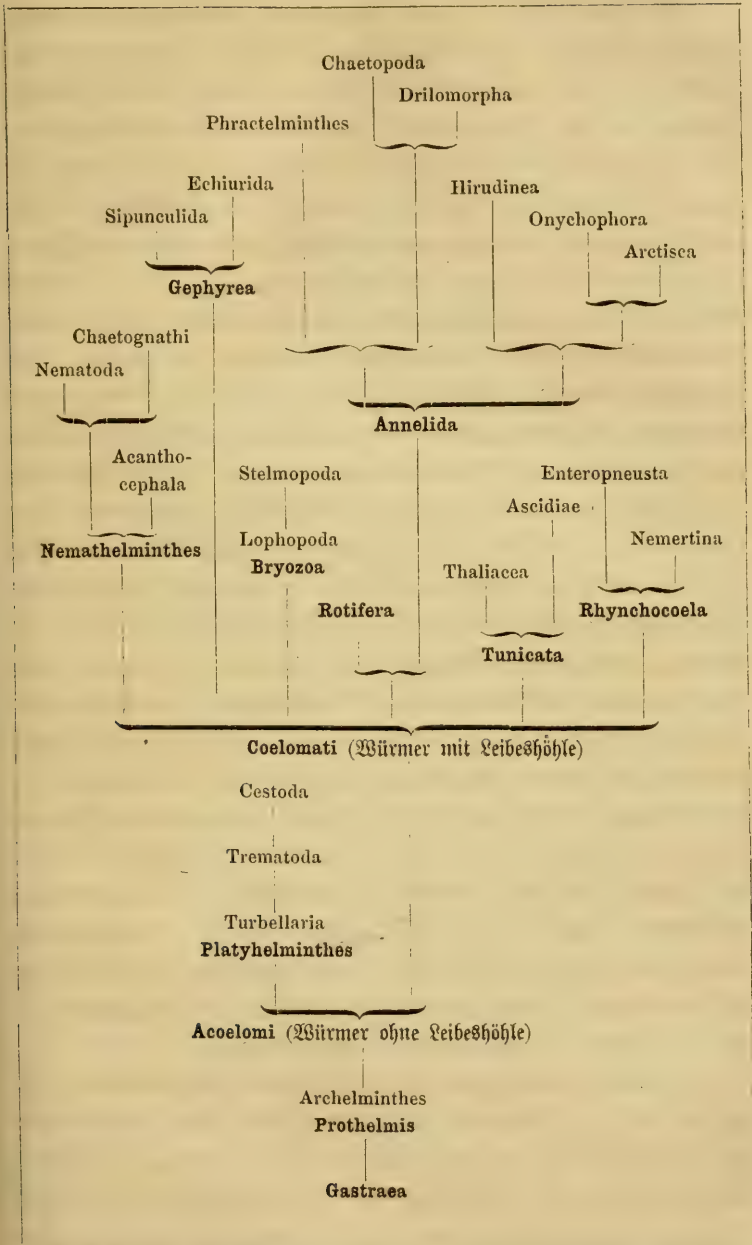 Chaetopoda
Drilomorpha
Phractelminthes
Echiurida
Hirudinea
Sipunculida
Onychophora
Arctisca
Gephyrea
Chaetognathi
Nematoda
Annelida
Acantho-
cephala
Stelmopoda
Enteropneusta
Ascidiae
Lophopoda
Bryozoa
Nemertina
Nemathelminthes
Thaliacea
Rotifera
Rhynchocoela
Tunicata
Coelomati (Würmer mit Leibeshöhle)
Cestoda
Trematoda
Turbellaria
Platyhelminthes
Acoelomi (Würmer ohne Leibeshöhle)
Archelminthes
Prothelmis
Gastraea